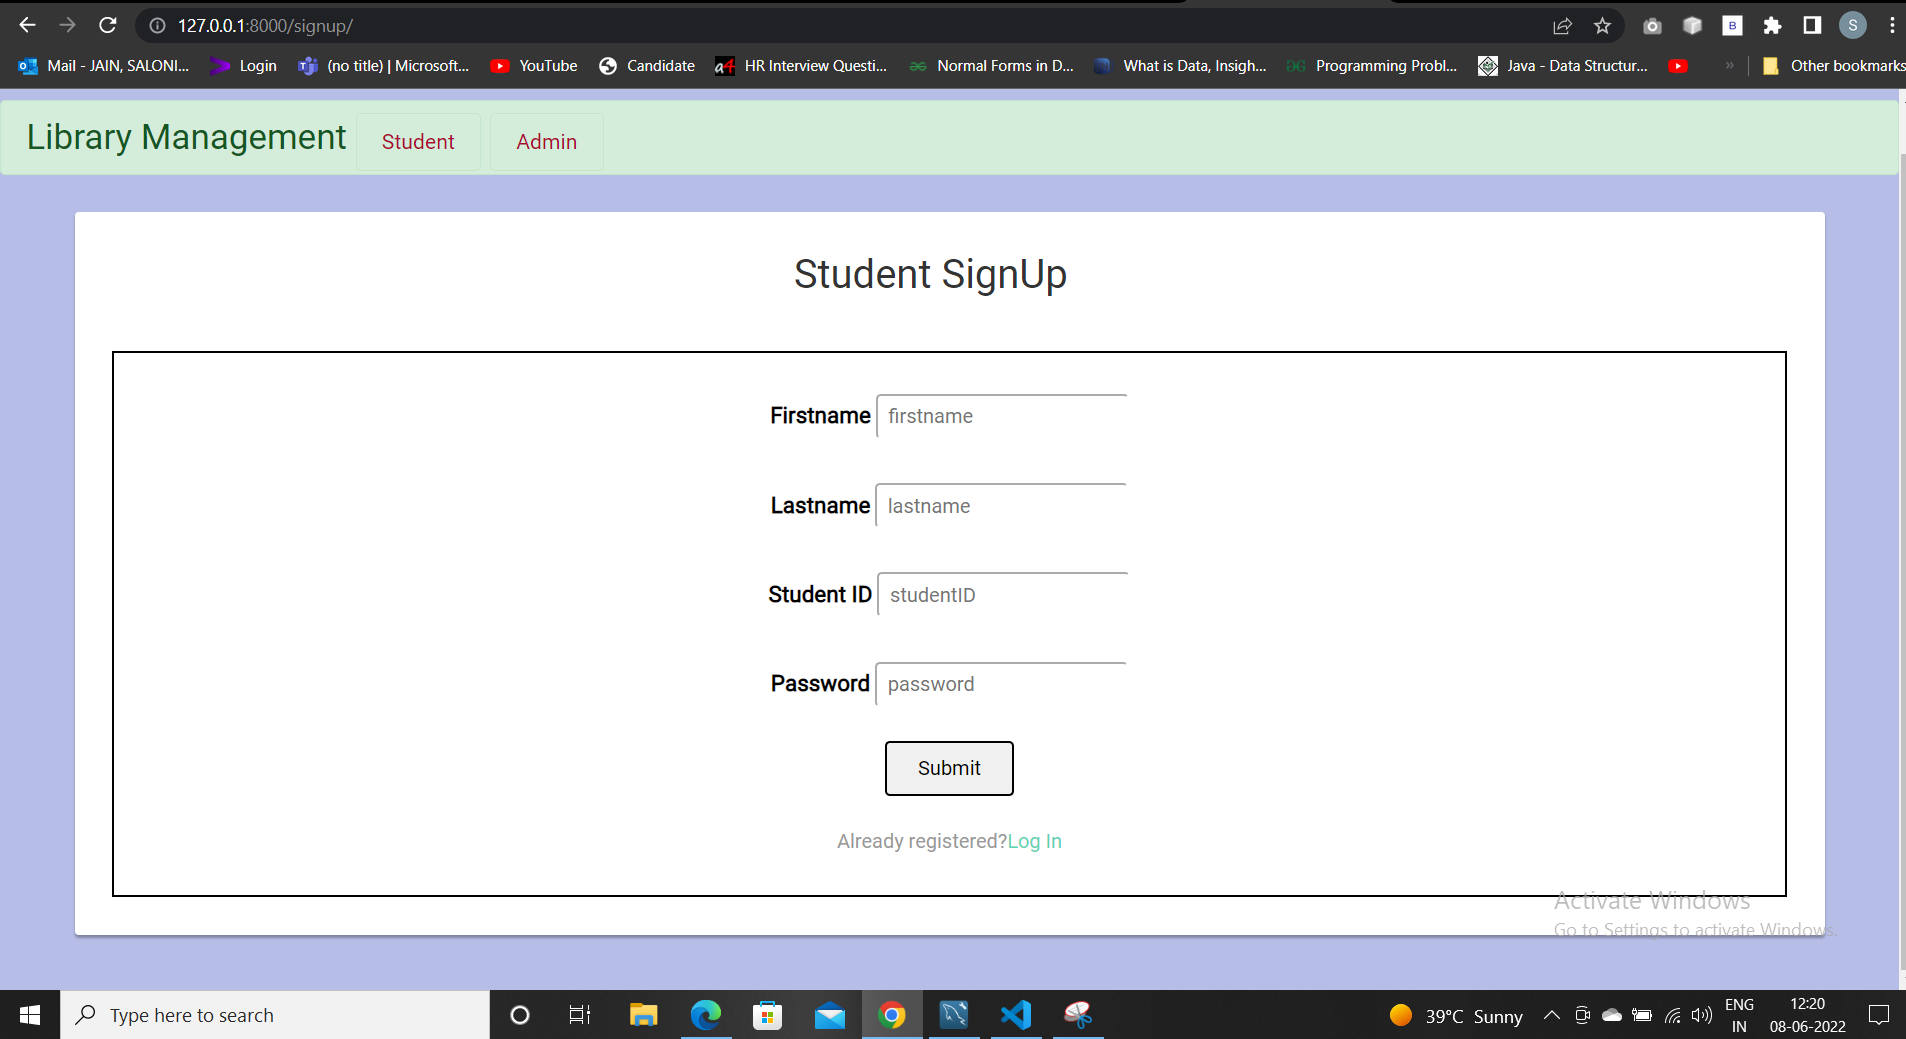 127.0.0.1:8000/signup/
S
Mail - JAIN, SALONI...
Login
(no title) | Microsoft...
YouTube
Candidate
a4
HR Interview Questi...
Normal Forms in D...
What is Data, Insigh...
Programming Probl...
Java - Data Structur...
»
Other bookmarks
Library Management
Student
Admin
Student SignUp
Firstname
firstname
Lastname
lastname
Student ID
studentID
Password
password
Submit
Already registered?Log In
Activate Windows
Go to Settings to activate Windows.
Type here to search
39°C Sunny
ENG
IN
12:20
08-06-2022